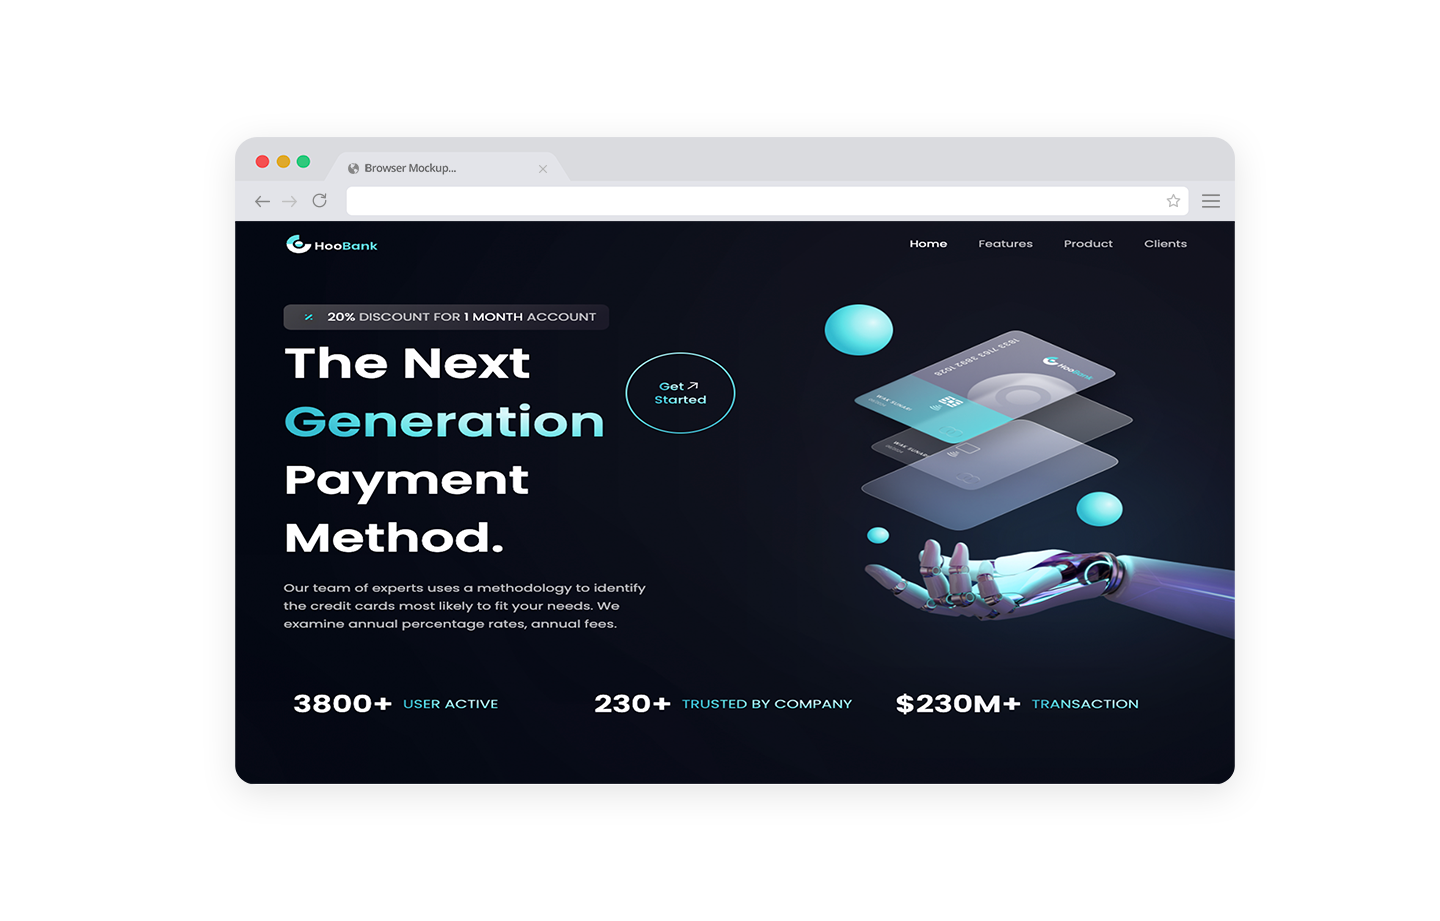 Browser Mockup...
HooBank
Home Features Product Clients
20% DISCOUNT FOR 1 MONTH ACCOUNT
The Next
Generation
Payment
Method.
Get
Started
HooBank
Our team of experts uses a methodology to identify
the credit cards most likely to fit your needs. We
examine annual percentage rates, annual fees.
3800+ USER ACTIVE
230+ TRUSTED BY COMPANY
$230M+ TRANSACTION